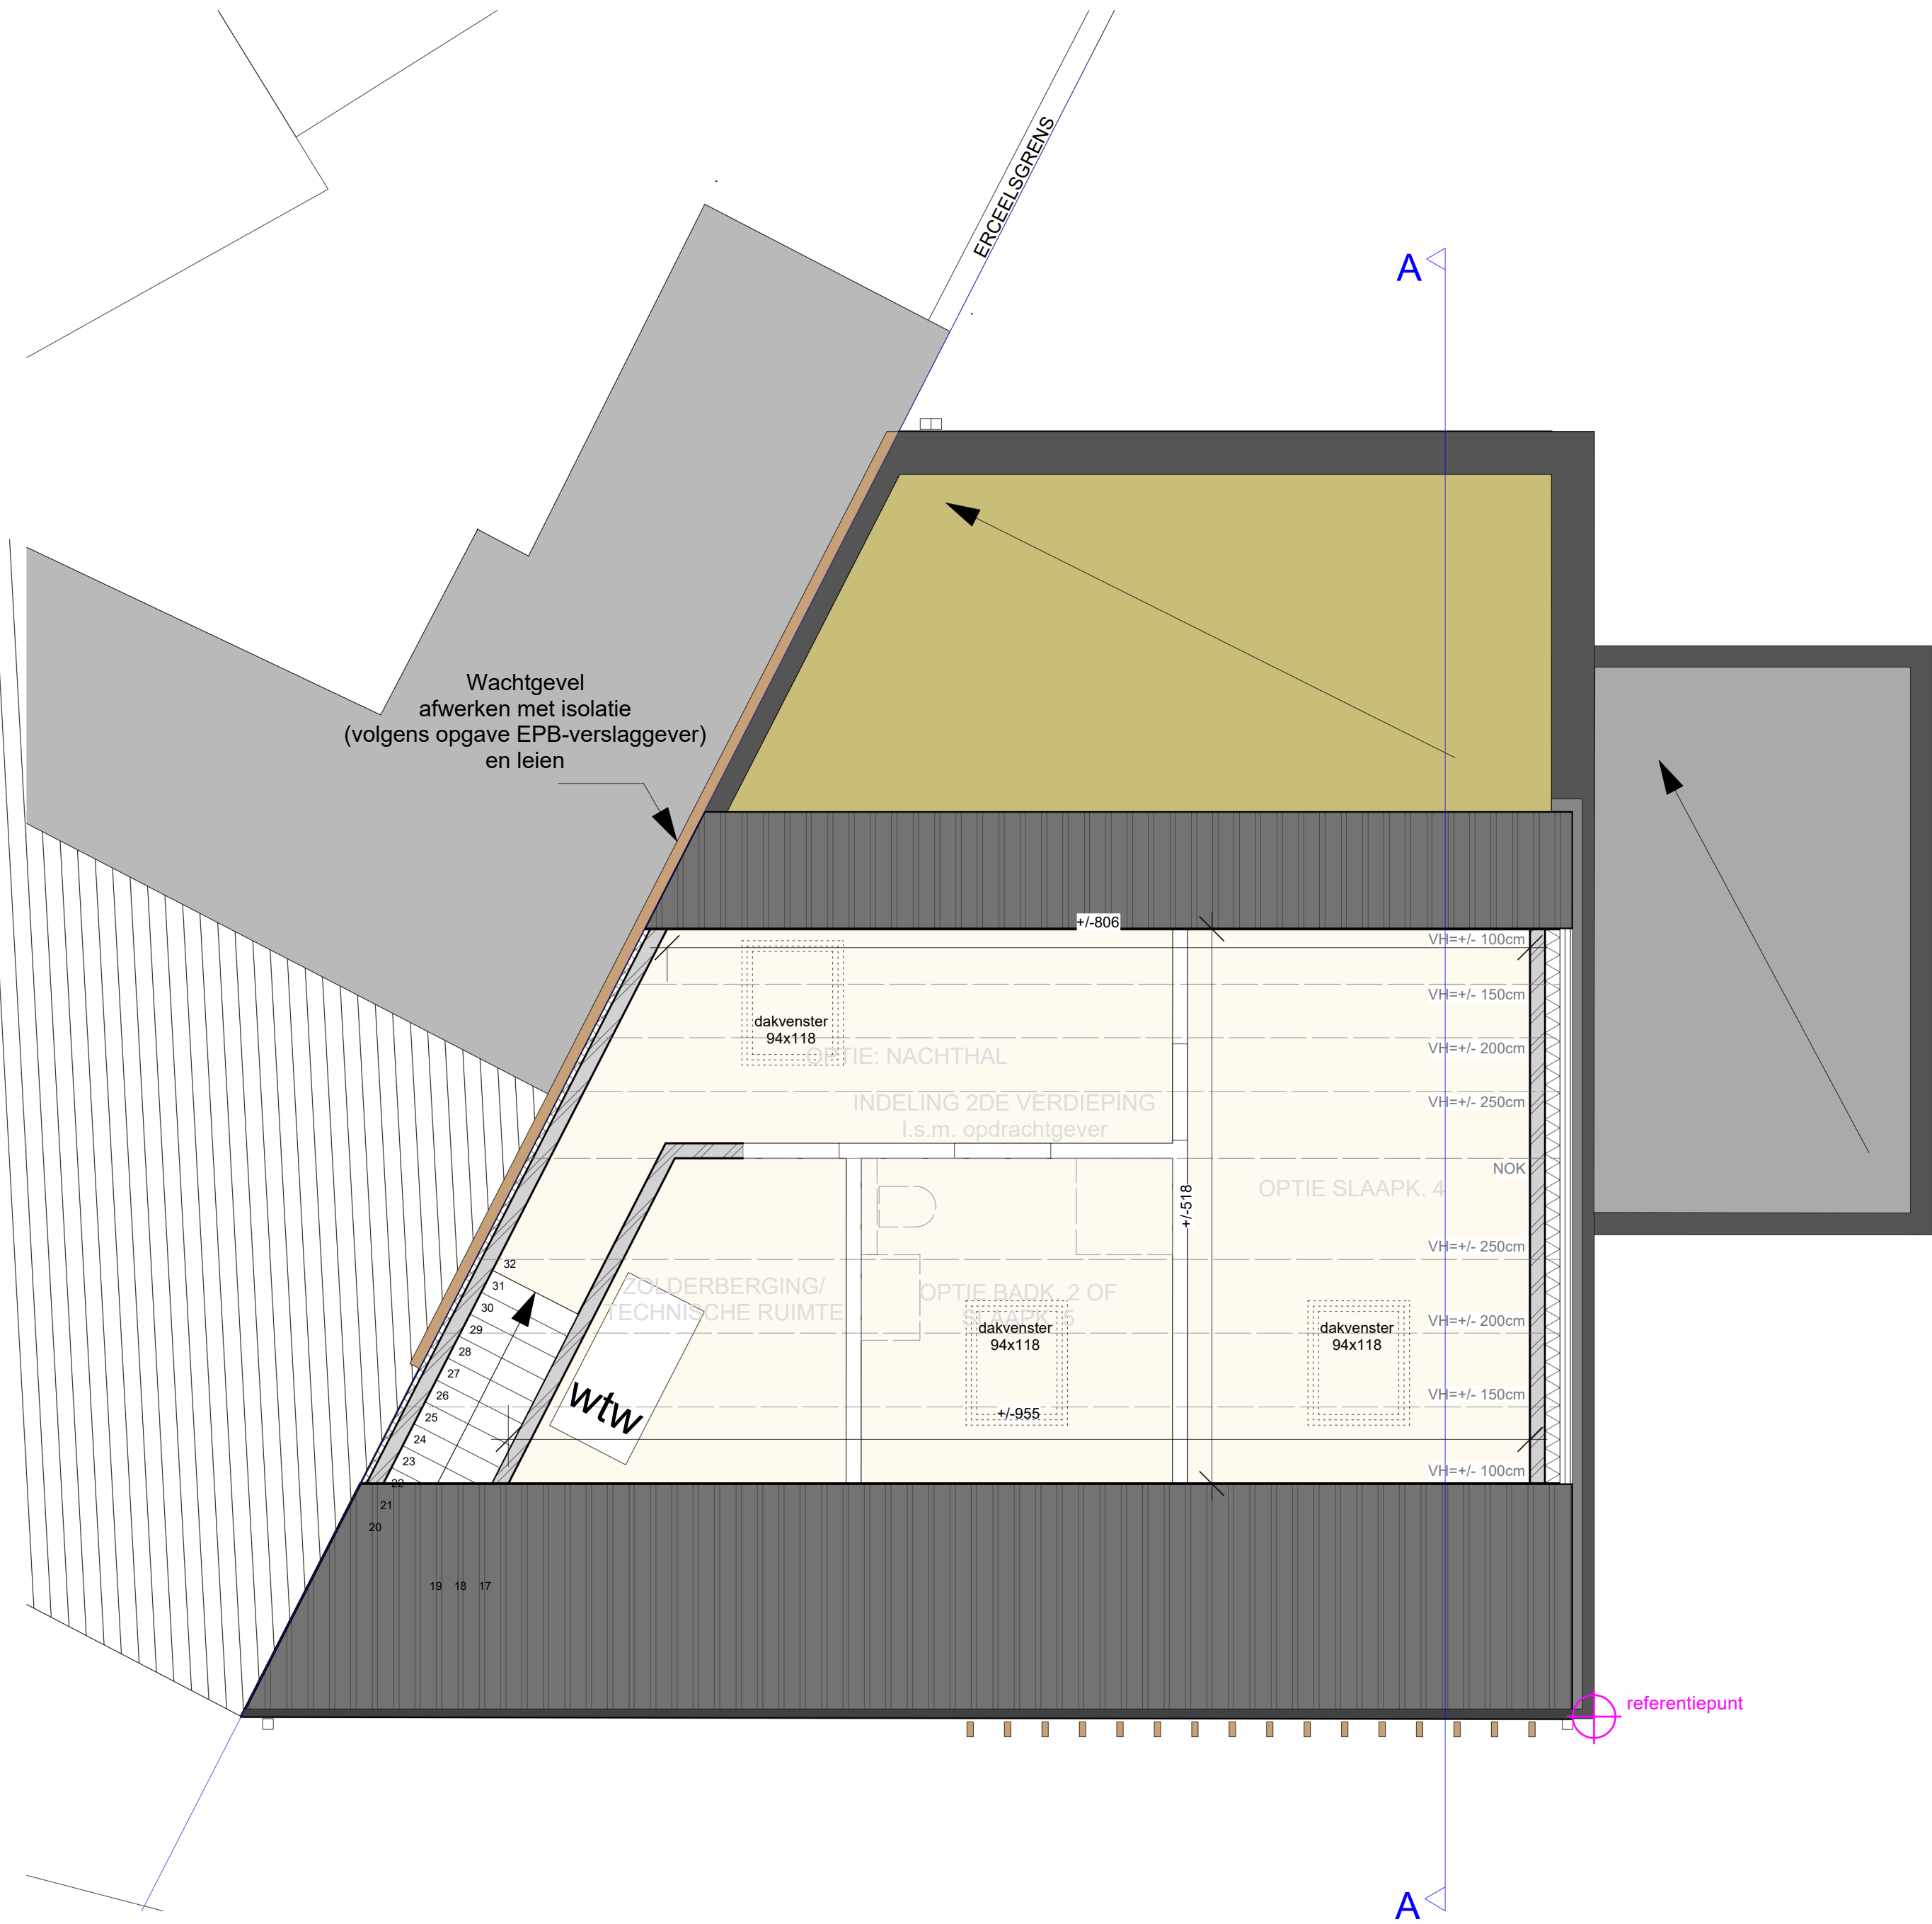 ERCEELSGRENS
A
Wachtgevel
afwerken met isolatie
(volgens opgave EPB-verslaggever)
en leien
+/-806
VH=+/- 100cm
VH=+/- 150cm
dakvenster
94x118
OPTIE: NACHTHAL
VH=+/- 200cm
VH=+/- 250cm
INDELING 2DE VERDIEPING
I.s.m. opdrachtgever
NOK
OPTIE SLAAPK. 4
+/-518
VH=+/- 250cm
ZOLDERBERGING/
TECHNISCHE RUIMTE
OPTIE BADK. 2 OF
SLAAPK. 5
dakvenster
94x118
dakvenster
94x118
VH=+/- 200cm
VH=+/- 150cm
+/-955
wtw
VH=+/- 100cm
32
31
30
29
28
27
26
25
24
23
22
21
20
19 18 17
referentiepunt
A